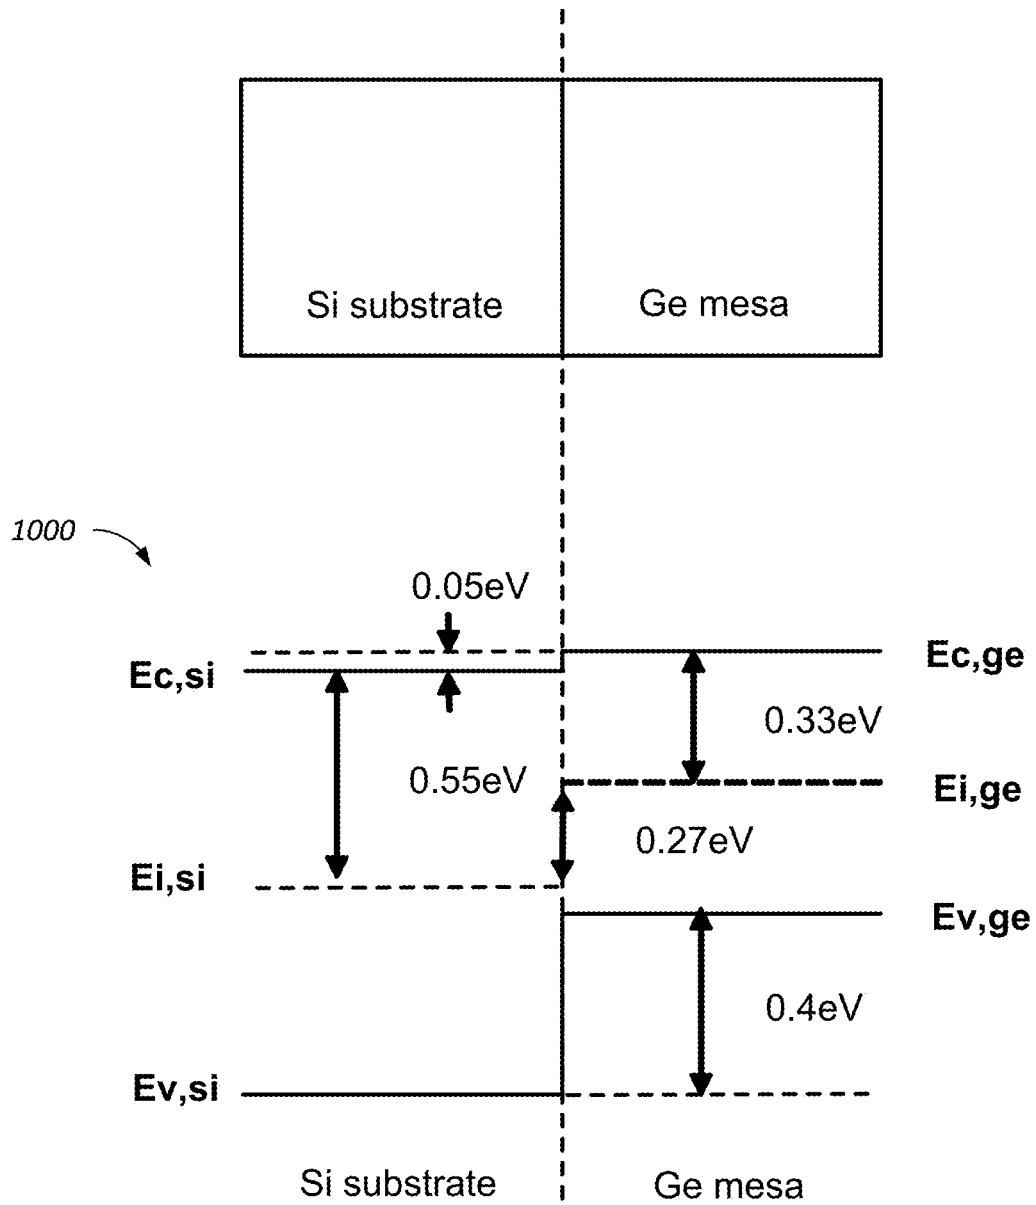 Si substrate
Ge mesa
1000
0.05eV
Ec,si
Ec,ge
0.33eV
0.55eV
Ei,ge
0.27eV
Ei,si
Ev,ge
0.4eV
Ev,si
Si substrate
Ge mesa